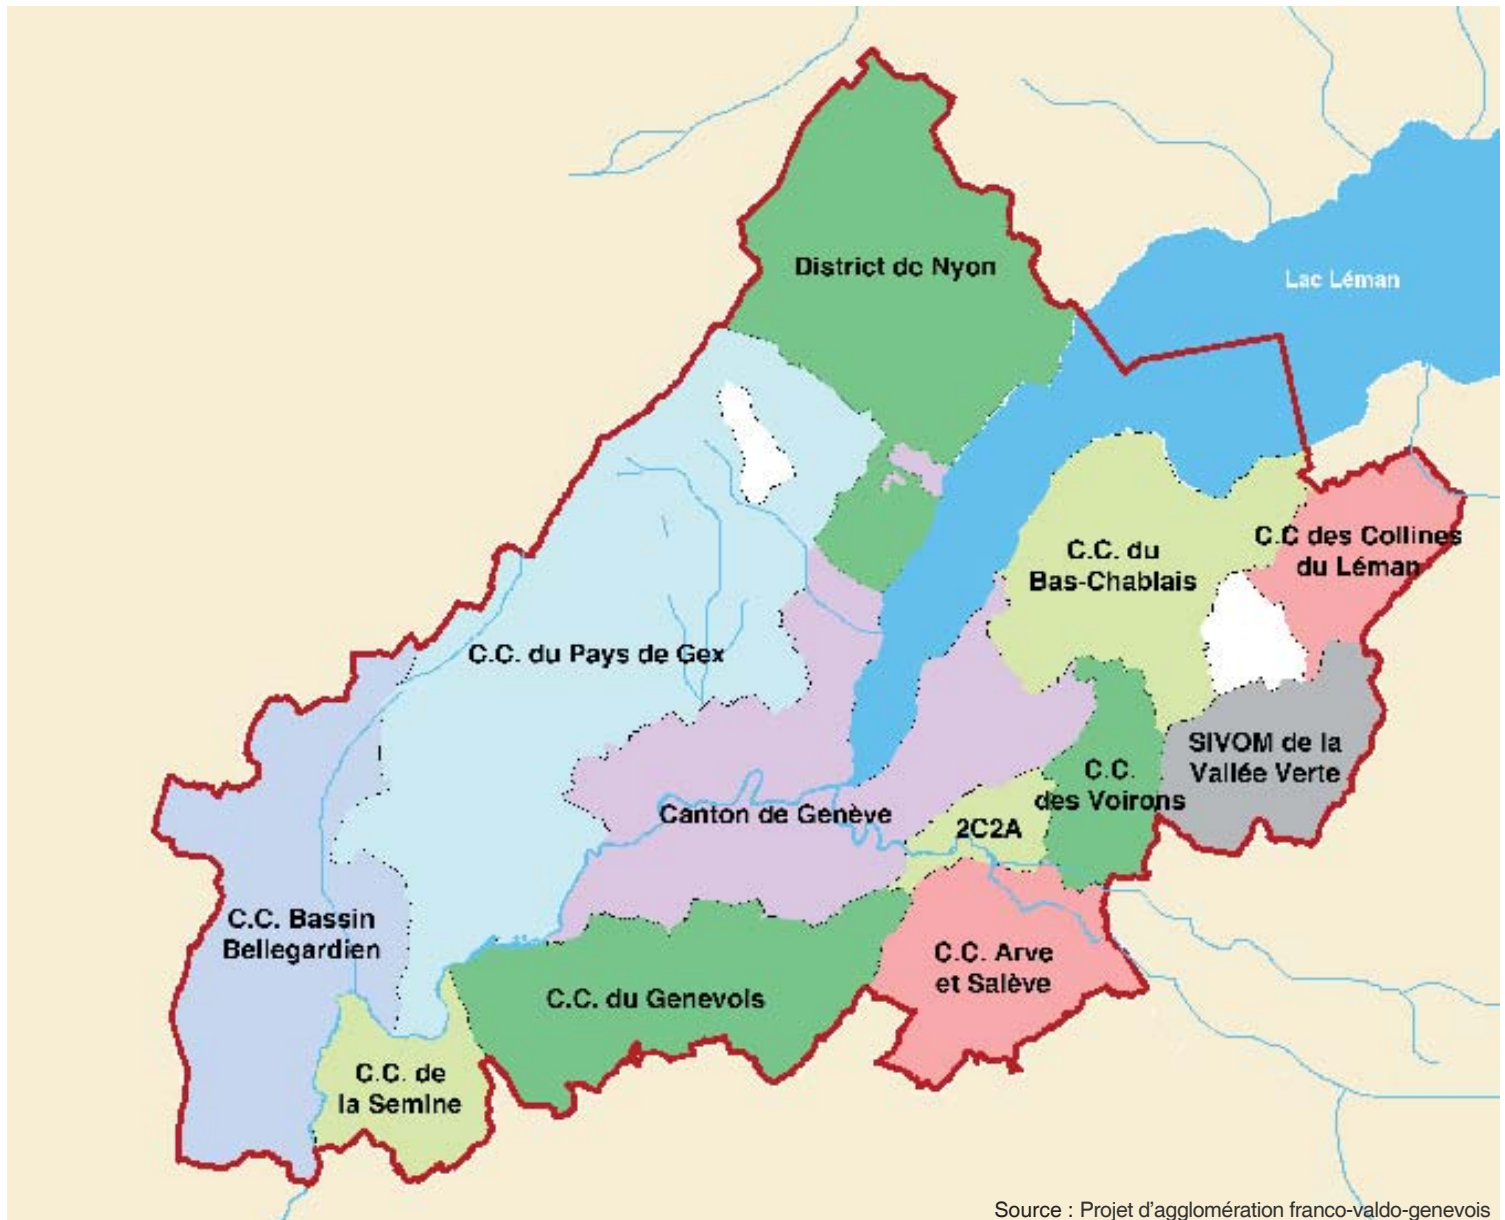 District de Nyon
Lac Léman
C.C. du
Bas-Chablais
C.C des Collines
du Léman
C.C. du Pays de Gex
SIVOM de la
Vallée Verte
C.C.
des Voirons
Canton de Genève
2C2A
C.C. Bassin
Bellegardien
C.C. Arve
et Salève
C.C. du Genevois
C.C. de
la Semine
Source : Projet d'agglomération franco-valdo-genevois